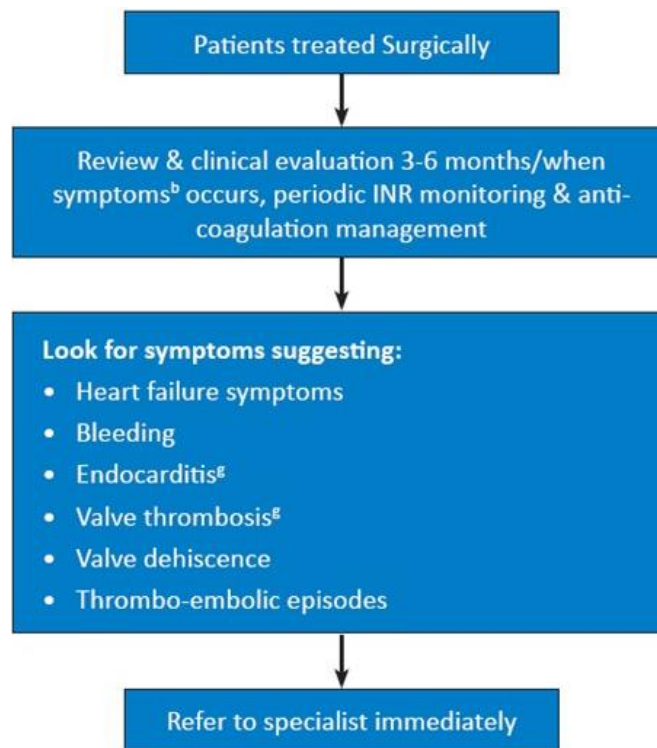 Patients treated Surgically
Review & clinical evaluation 3-6 months/when
symptomsᵇ occurs, periodic INR monitoring & anti-
coagulation management
Look for symptoms suggesting:
• Heart failure symptoms
• Bleeding
• Endocarditisᵍ
• Valve thrombosisᵍ
• Valve dehiscence
• Thrombo-embolic episodes
Refer to specialist immediately